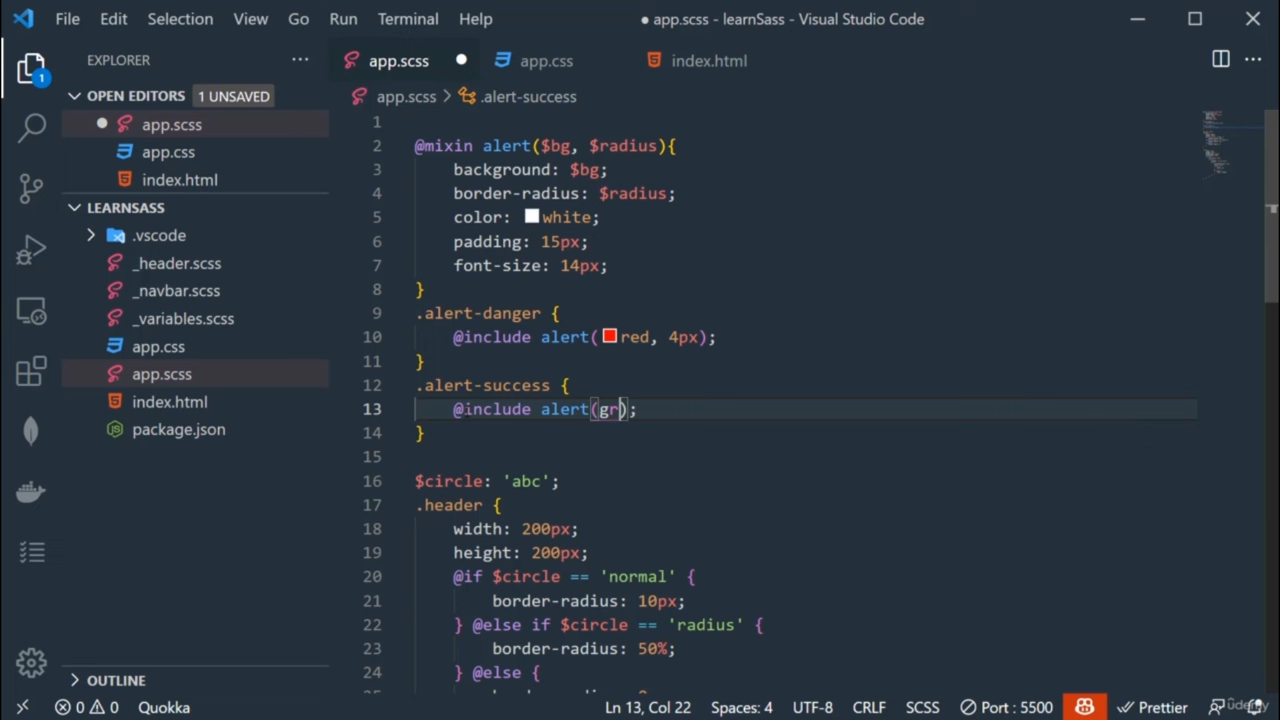 File Edit Selection View Go Run Terminal Help
● app.scss - learnSass - Visual Studio Code
EXPLORER ···
app.scss ● app.css index.html ···
1
OPEN EDITORS 1 UNSAVED
● app.scss
app.css
index.html
LEARNSASS
.vscode
_header.scss
_navbar.scss
_variables.scss
app.css
app.scss
index.html
package.json
OUTLINE
app.scss > .alert-success
1
2 @mixin alert($bg, $radius){
3 background: $bg;
4 border-radius: $radius;
5 color: white;
6 padding: 15px;
7 font-size: 14px;
8 }
9 .alert-danger {
10 @include alert(red, 4px);
11 }
12 .alert-success {
13 @include alert(gr);
14 }
15
16 $circle: 'abc';
17 .header {
18 width: 200px;
19 height: 200px;
20 @if $circle == 'normal' {
21 border-radius: 10px;
22 } @else if $circle == 'radius' {
23 border-radius: 50%;
24 } @else {
0 0 Quokka Ln 13, Col 22 Spaces: 4 UTF-8 CRLF SCSS Port : 5500 Prettier
udemy